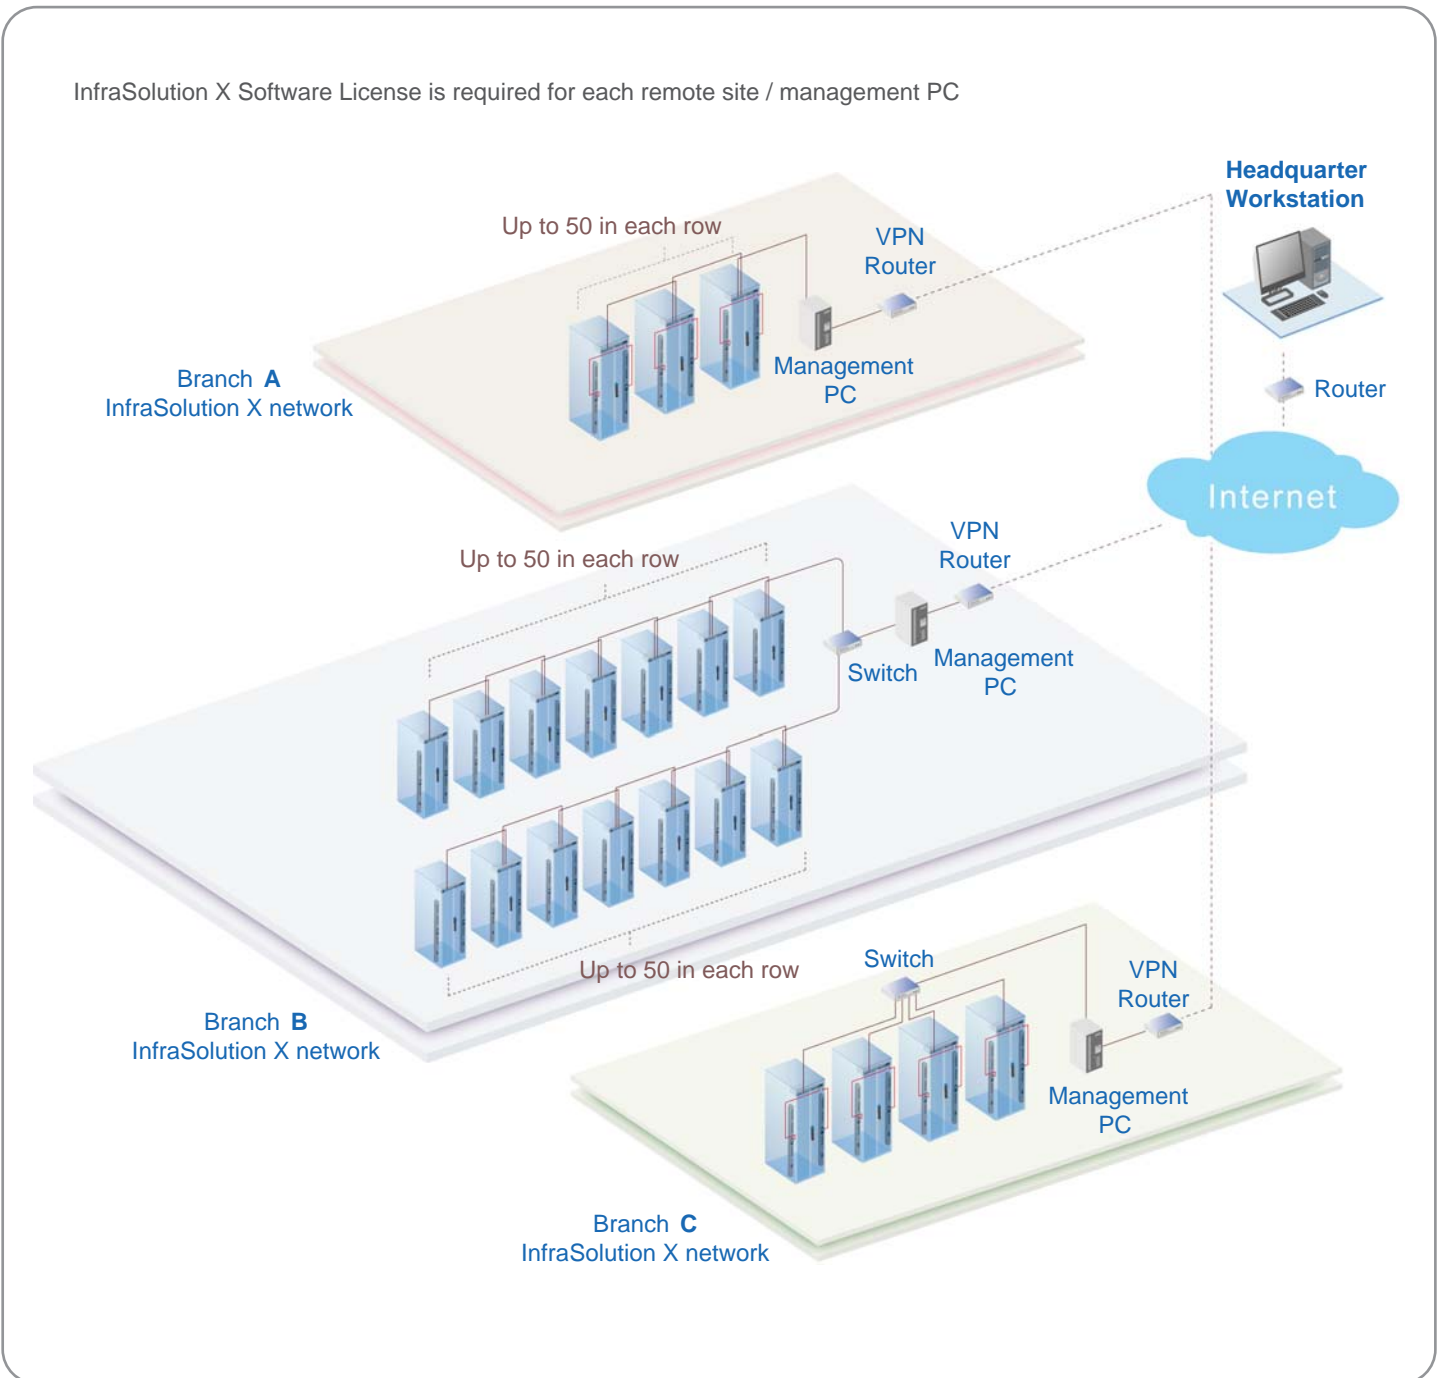 InfraSolution X Software License is required for each remote site / management PC
Headquarter
Workstation
Up to 50 in each row
VPN
Router
Management
PC
Branch A
InfraSolution X network
Router
Internet
Up to 50 in each row
VPN
Router
Switch
Management
PC
Up to 50 in each row
Branch B
InfraSolution X network
Switch
VPN
Router
Management
PC
Branch C
InfraSolution X network